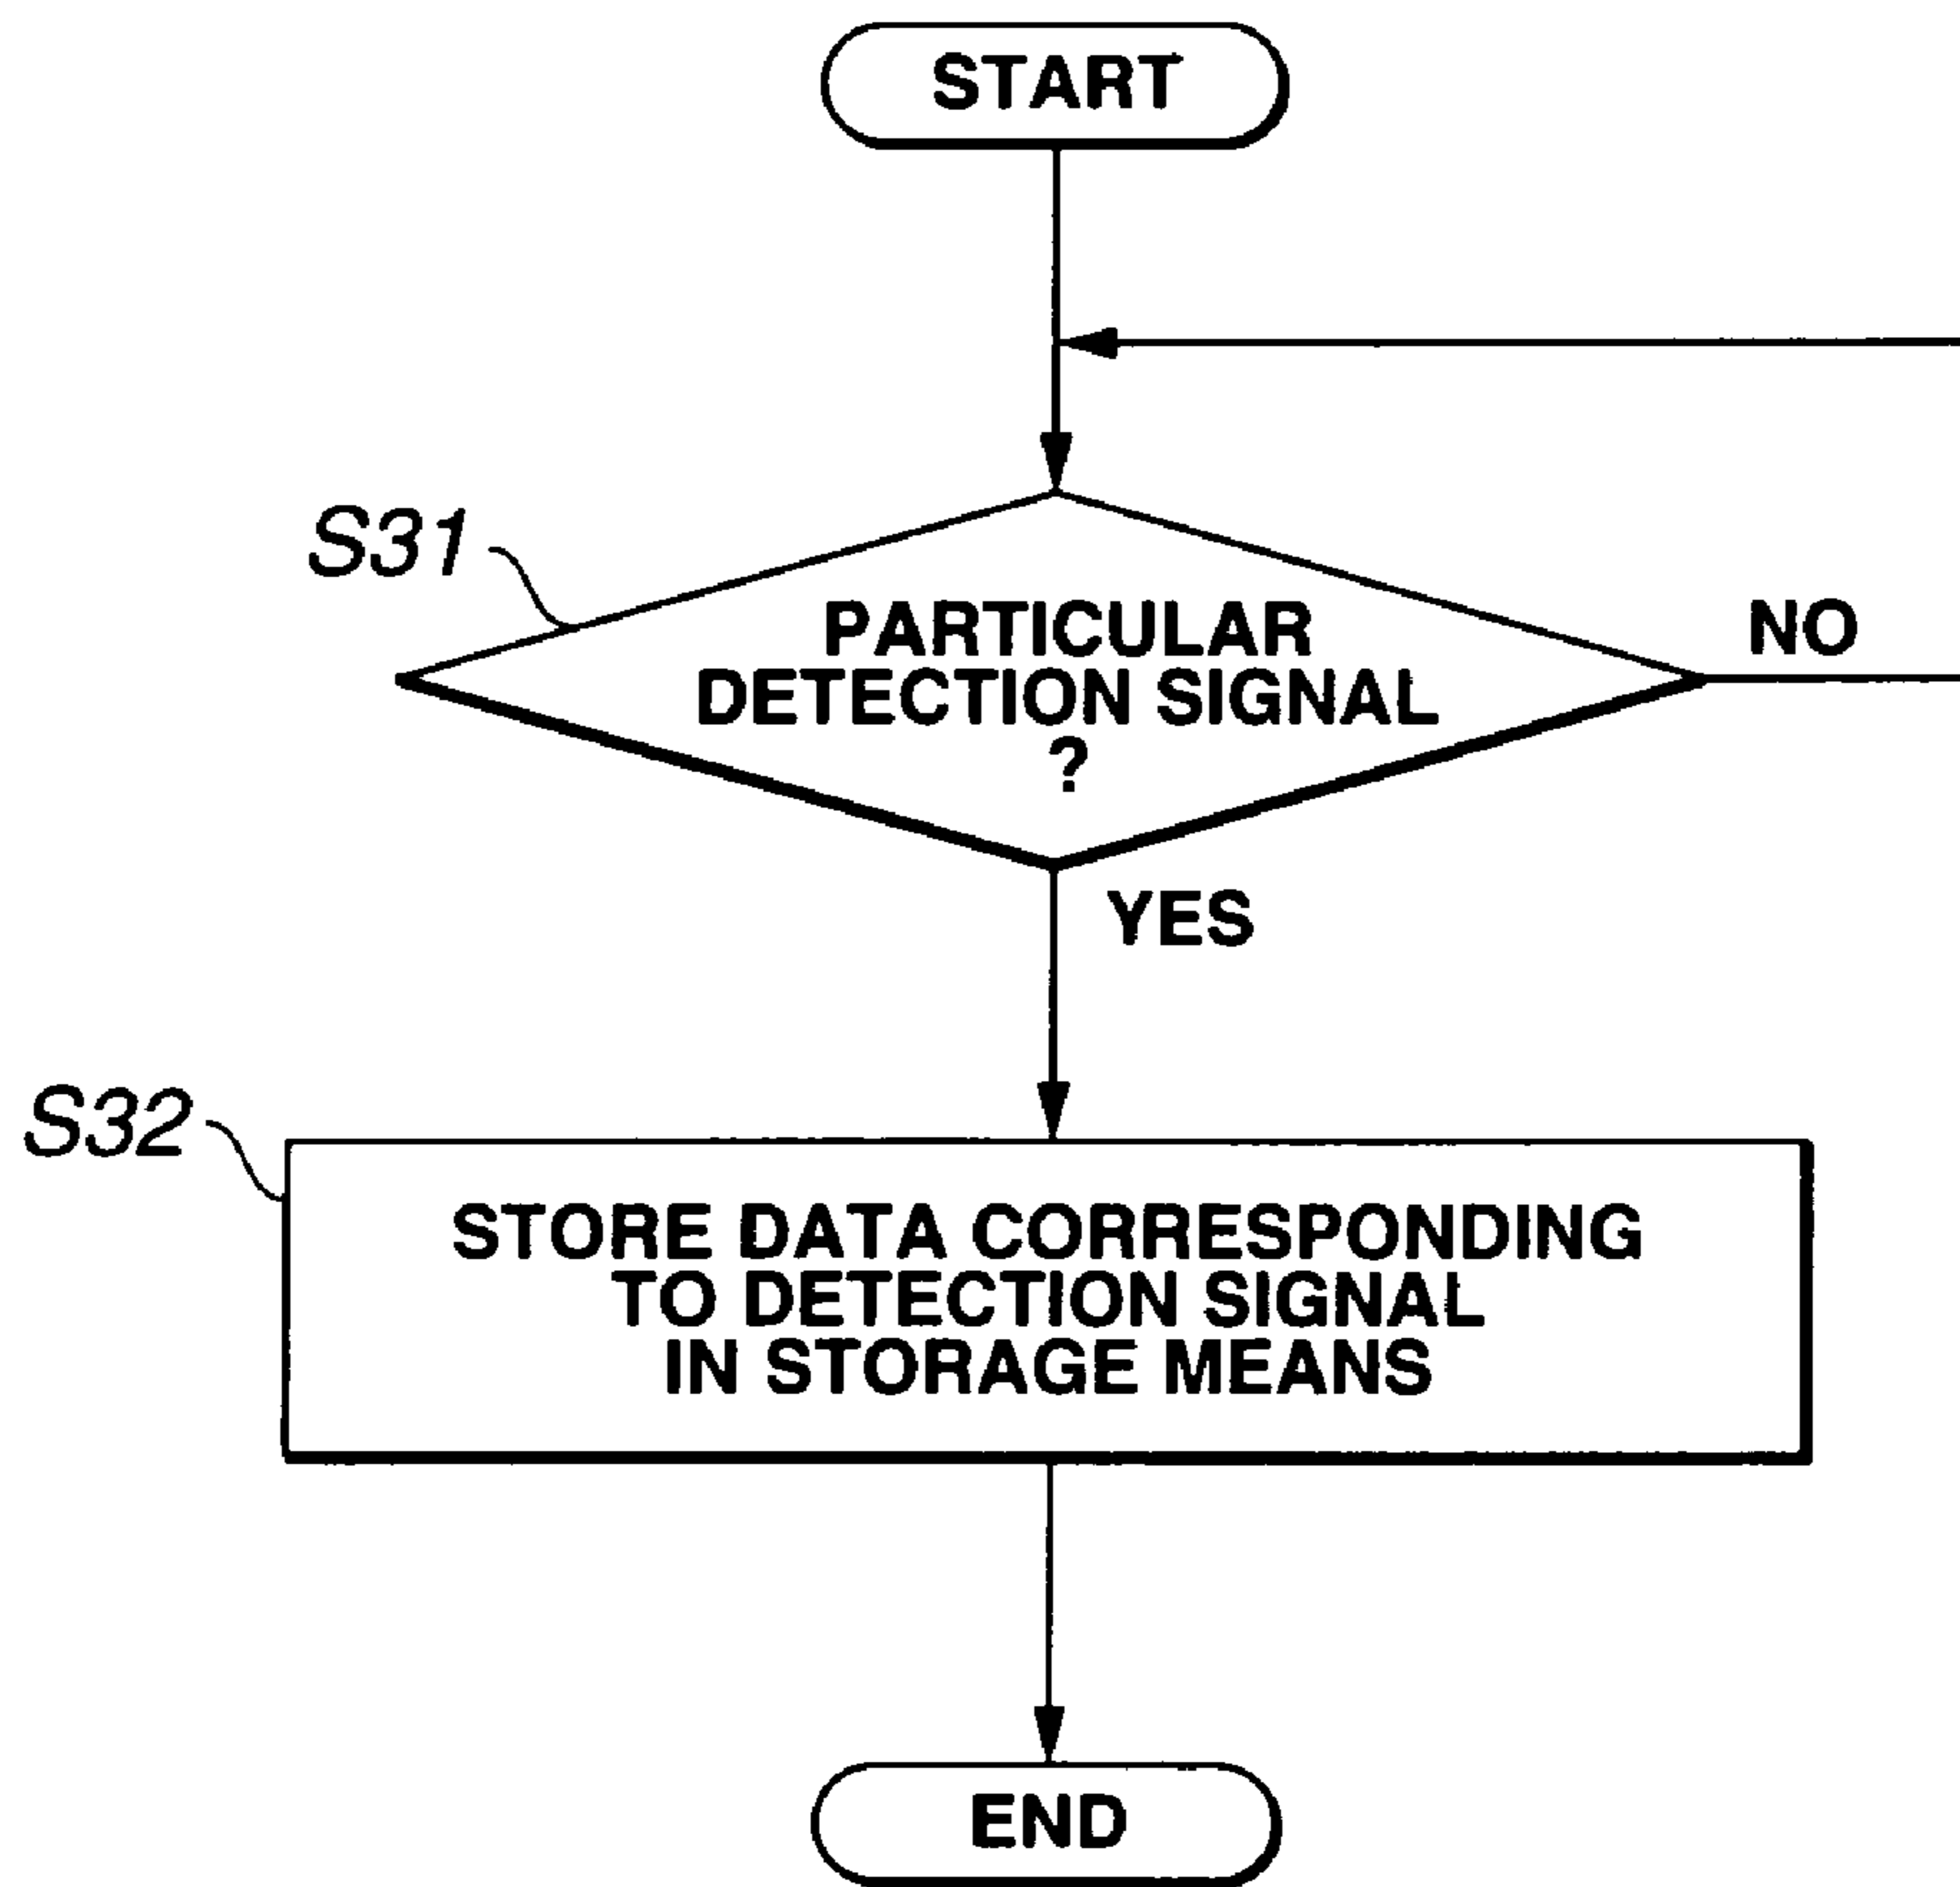 START
S31
PARTICULAR
DETECTION SIGNAL
?
NO
YES
S32
STORE DATA CORRESPONDING
TO DETECTION SIGNAL
IN STORAGE MEANS
END